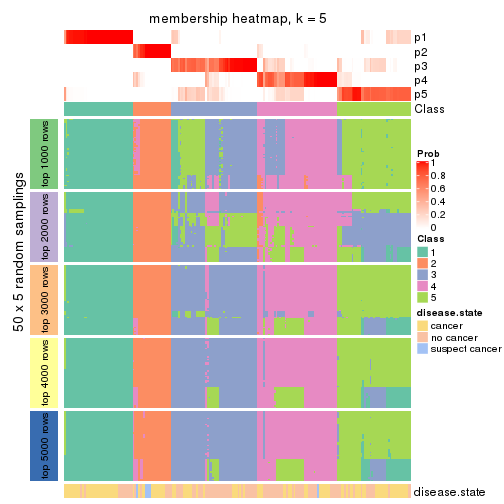 membership heatmap, k = 5
p1
p2
p3
p4
p5
Class
50 x 5 random samplings
top 1000 rows
top 2000 rows
top 3000 rows
top 4000 rows
top 5000 rows
disease.state
Prob
1
0.8
0.6
0.4
0.2
0
Class
1
2
3
4
5
disease.state
cancer
no cancer
suspect cancer